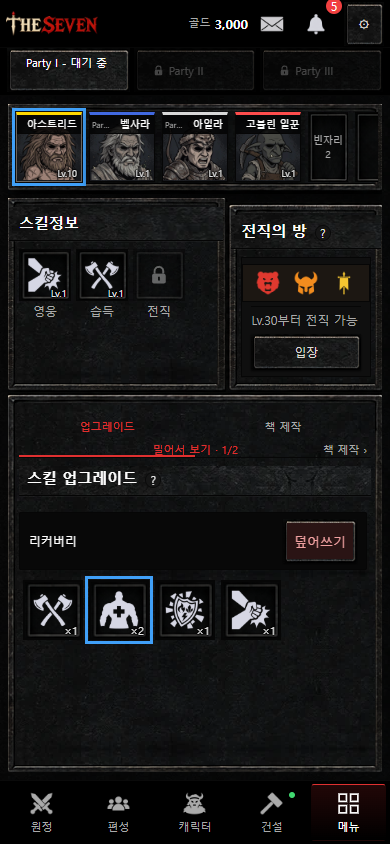 THE SEVEN
골드 3,000
5
Party I - 대기 중
Party II
Party III
아스트리드
Lv.10
Par... 벨사라
Lv.1
Par... 아일라
Lv.1
고블린 일꾼
Lv.1
빈자리
2
스킬정보
Lv.1
영웅
Lv.1
습득
전직
전직의 방 ?
Lv.30부터 전직 가능
입장
업그레이드
책 제작
밀어서 보기 · 1/2
책 제작 ›
스킬 업그레이드 ?
리커버리
덮어쓰기
×1
×2
×1
×1
원정
편성
캐릭터
건설
메뉴